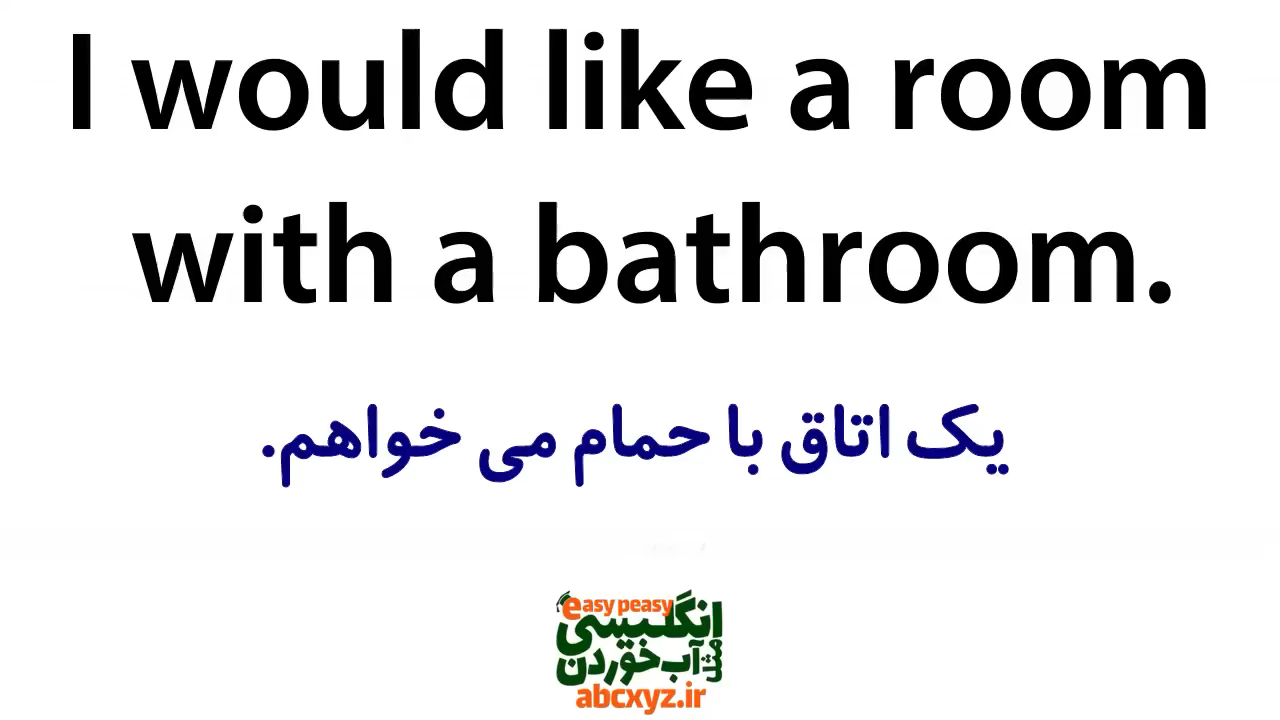 I would like a room
with a bathroom.
یک اتاق با حمام می خواهم.
easy peasy
انگلیسی
مثل آب خوردن
abcxyz.ir